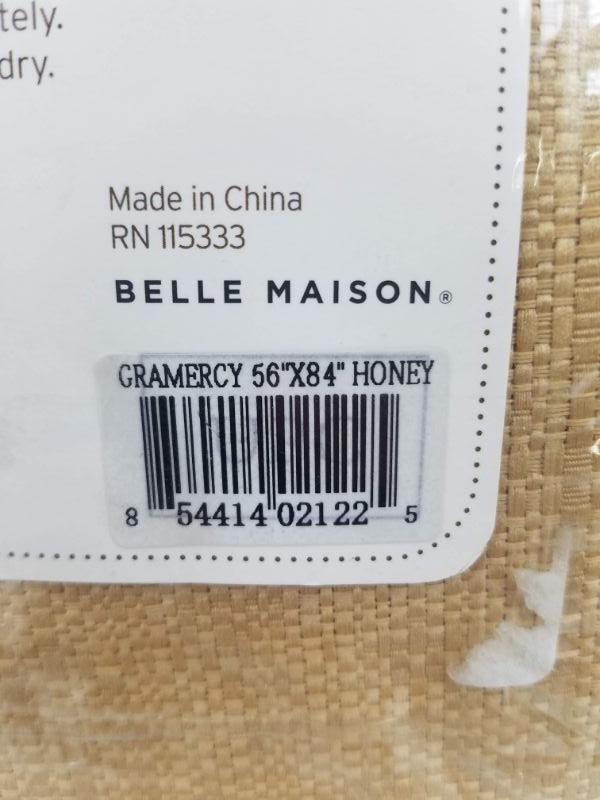 tely.
dry.
Made in China
RN 115333
BELLE MAISON®
GRAMERCY 56"X84" HONEY
8 54414 02122 5